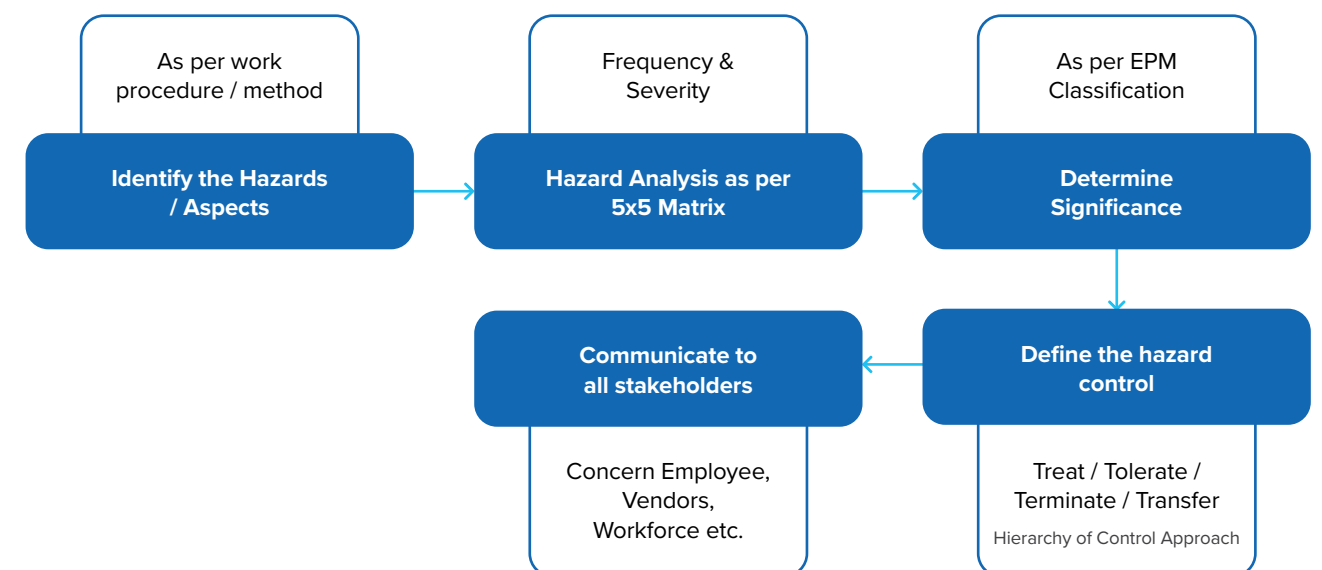 As per work
procedure / method
Identify the Hazards
/ Aspects
Frequency &
Severity
Hazard Analysis as per
5x5 Matrix
As per EPM
Classification
Determine
Significance
Define the hazard
control
Treat / Tolerate /
Terminate / Transfer
Hierarchy of Control Approach
Communicate to
all stakeholders
Concern Employee,
Vendors,
Workforce etc.